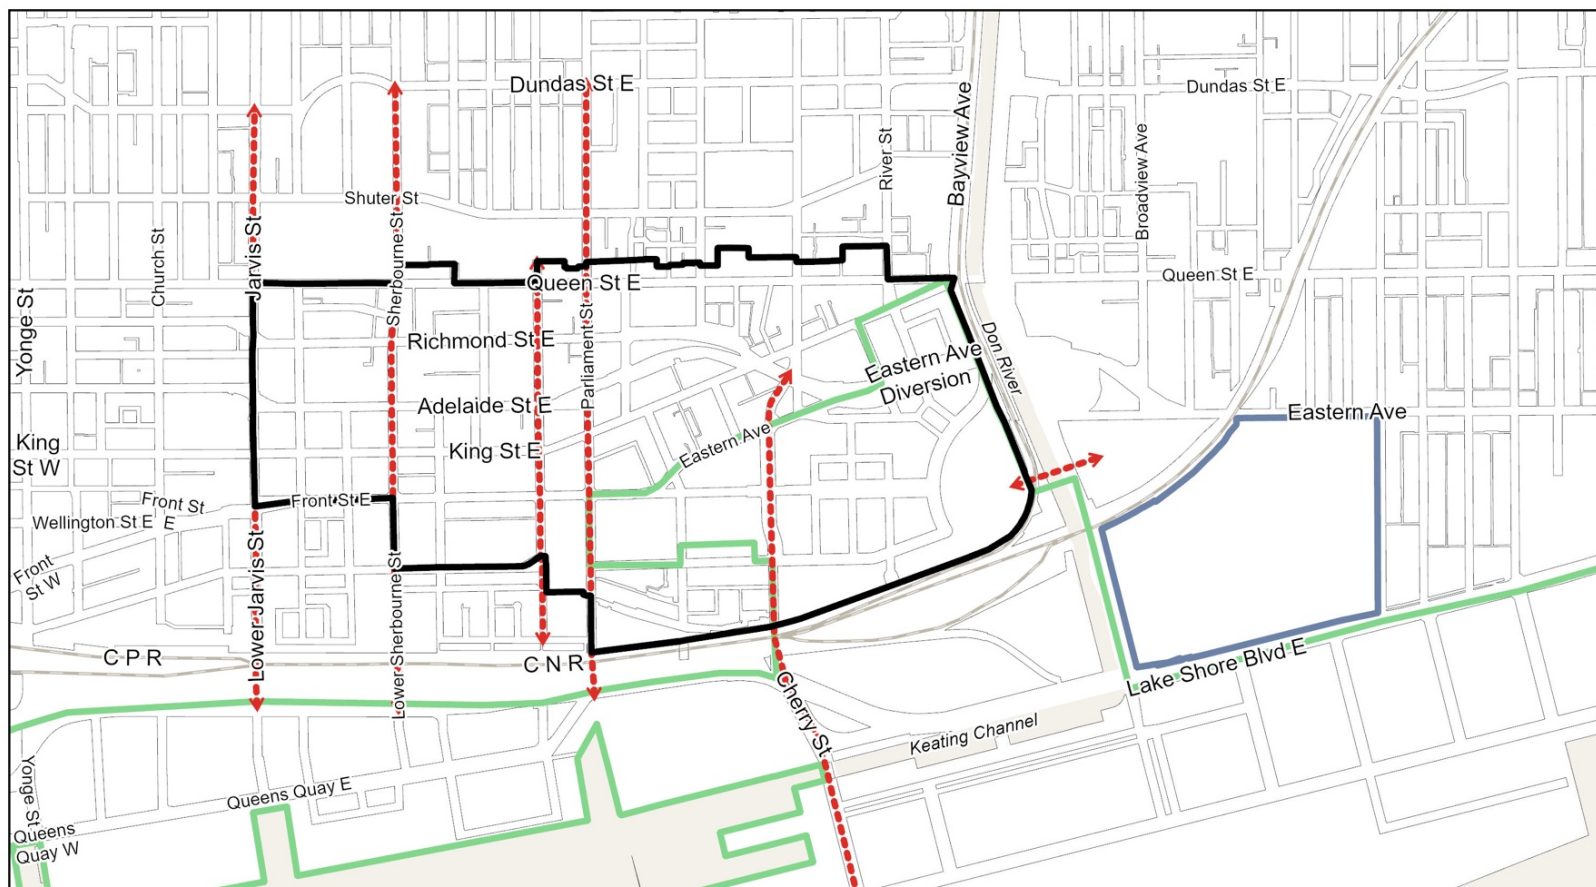 Dundas St E
Dundas St E
Bayview Ave
River St
Broadview Ave
Shuter St
Jarvis St
Sherbourne St
Church St
Queen St E
Queen St E
Yonge St
Richmond St E
Parliament St
Don River
Eastern Ave
Diversion
Adelaide St E
Eastern Ave
King
St W
King St E
Eastern Ave
Front St
E
Front St E
Wellington St E
Front
St W
Lower Jarvis St
Lower Sherbourne St
C P R
C N R
Cherry St
Lake Shore Blvd E
Keating Channel
Yonge St
Queens Quay E
Queens
Quay W